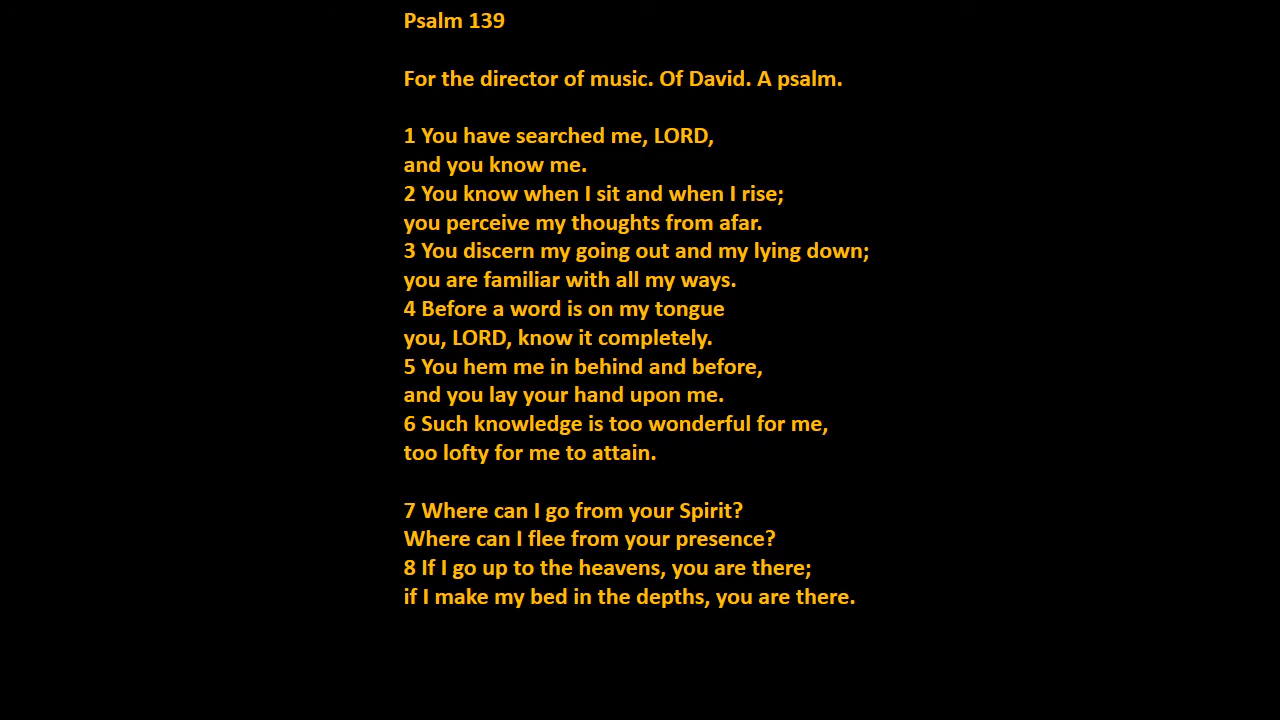 Psalm 139
For the director of music. Of David. A psalm.
1 You have searched me, LORD,
and you know me.
2 You know when I sit and when I rise;
you perceive my thoughts from afar.
3 You discern my going out and my lying down;
you are familiar with all my ways.
4 Before a word is on my tongue
you, LORD, know it completely.
5 You hem me in behind and before,
and you lay your hand upon me.
6 Such knowledge is too wonderful for me,
too lofty for me to attain.
7 Where can I go from your Spirit?
Where can I flee from your presence?
8 If I go up to the heavens, you are there;
if I make my bed in the depths, you are there.